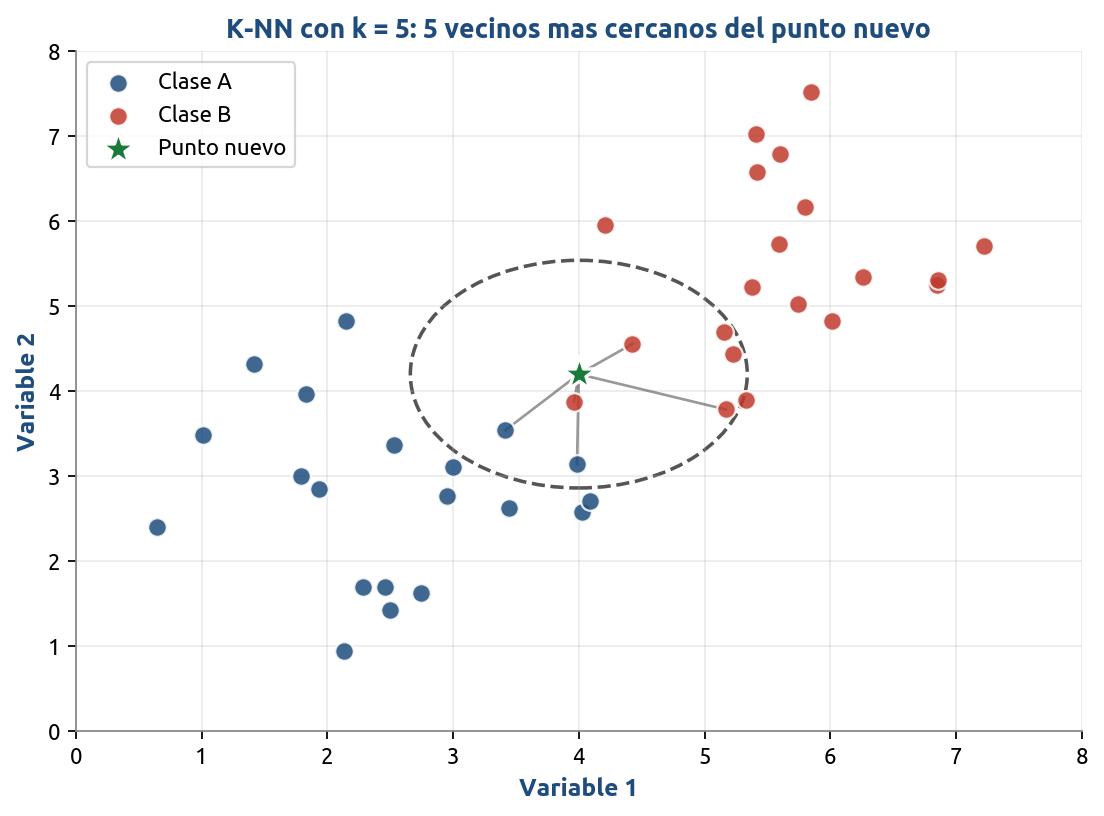 K-NN con k = 5: 5 vecinos mas cercanos del punto nuevo
Clase A
Clase B
Punto nuevo
Variable 2
8
7
6
5
4
3
2
1
0
0 1 2 3 4 5 6 7 8
Variable 1